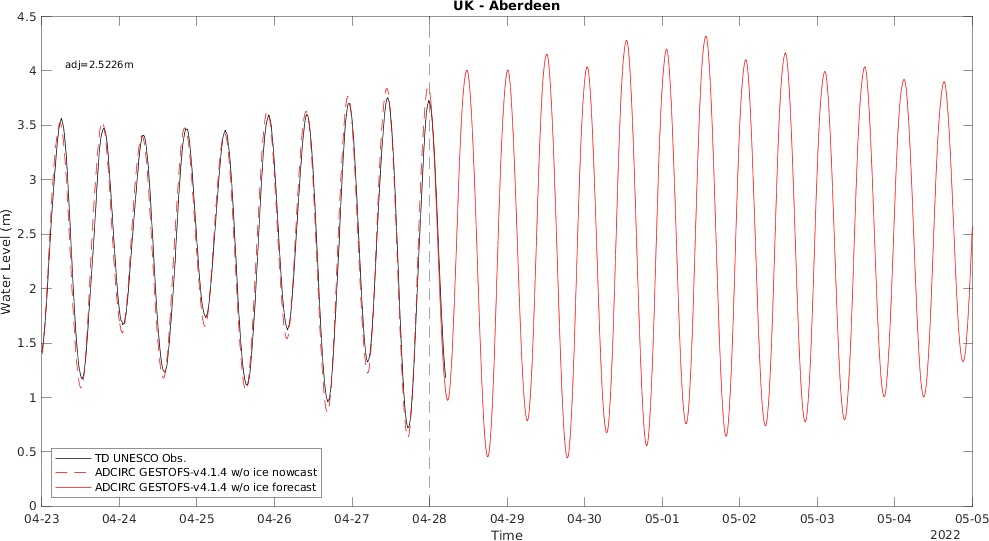 UK - Aberdeen
4.5
4
3.5
3
2.5
2
1.5
1
0.5
0
Water Level (m)
adj=2.5226m
TD UNESCO Obs.
ADCIRC GESTOFS-v4.1.4 w/o ice nowcast
ADCIRC GESTOFS-v4.1.4 w/o ice forecast
04-23 04-24 04-25 04-26 04-27 04-28 04-29 04-30 05-01 05-02 05-03 05-04 05-05
Time
2022